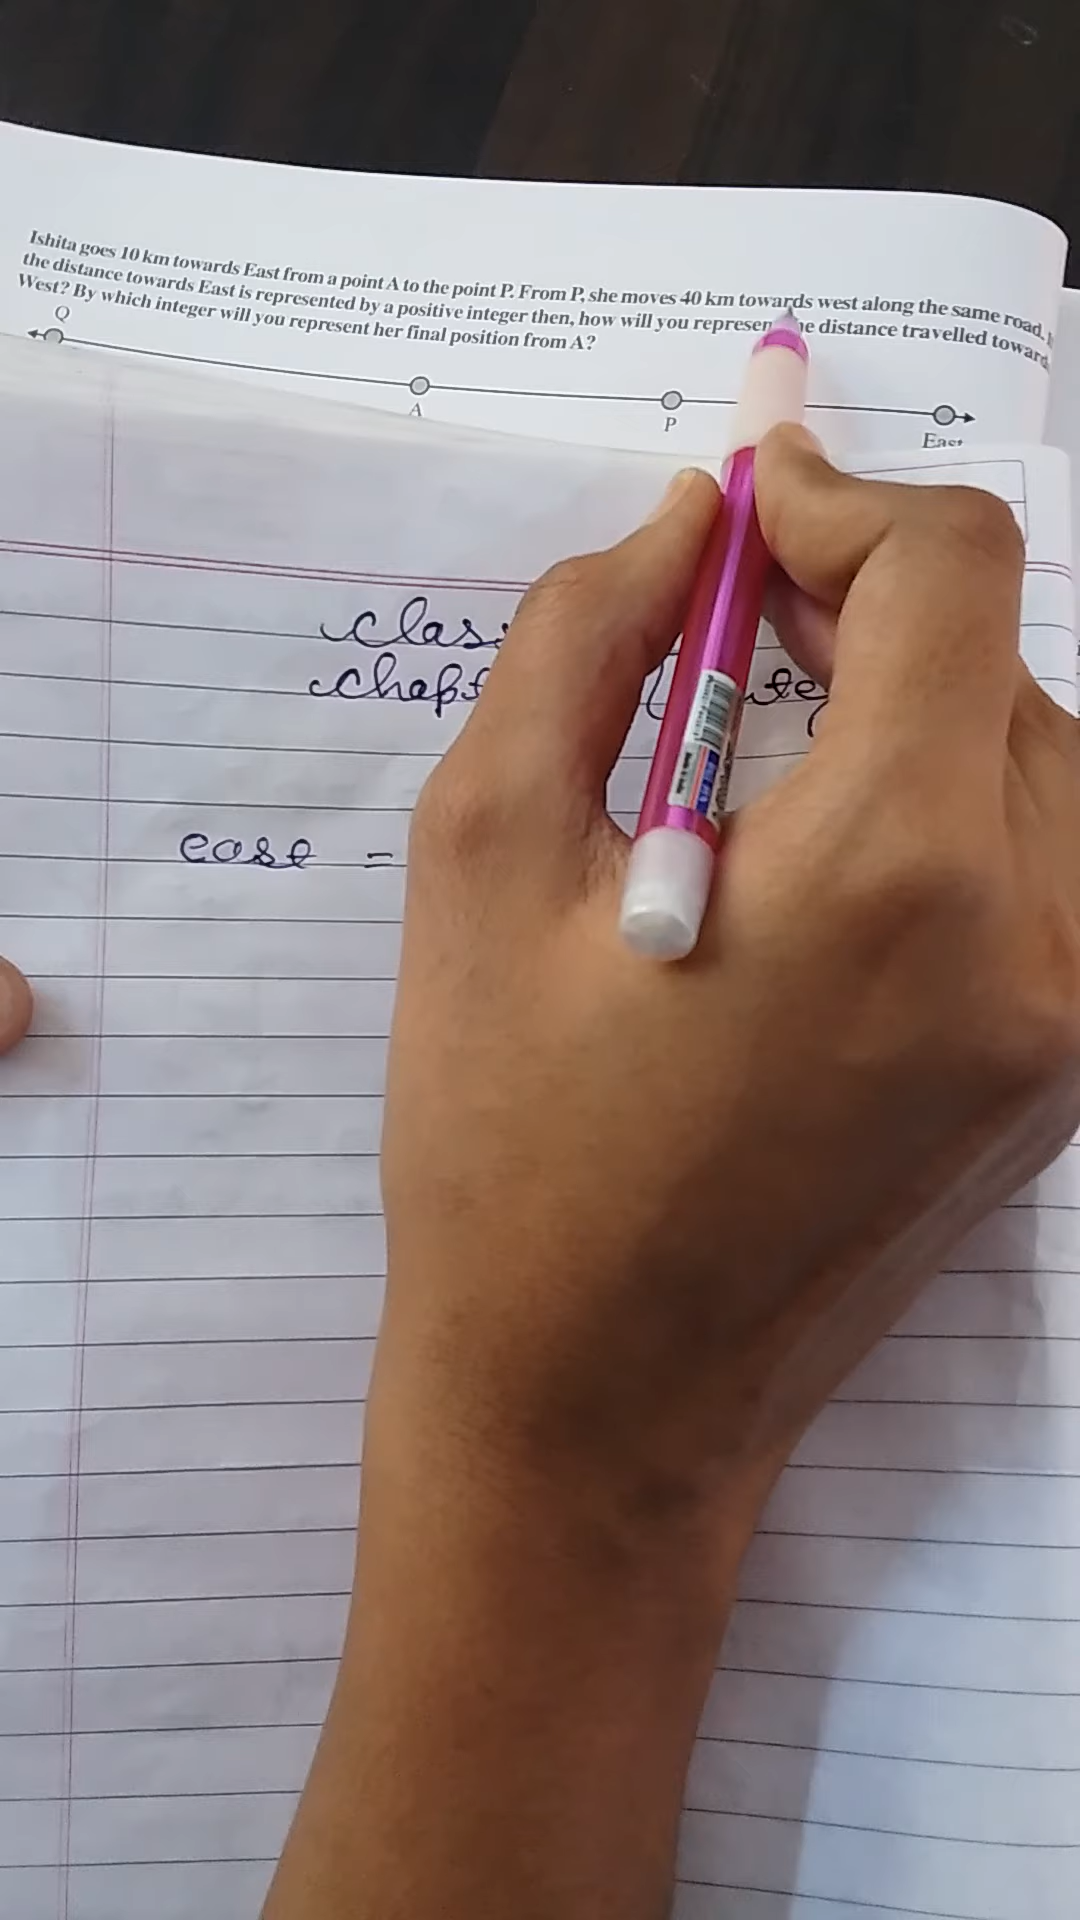 Ishita goes 10 km towards East from a point A to the point P. From P, she moves 40 km towards west along the same road.
the distance towards East is represented by a positive integer then, how will you represen he distance travelled toward
West? By which integer will you represent her final position from A?
Q
A
P
East
clas
chapt
east =